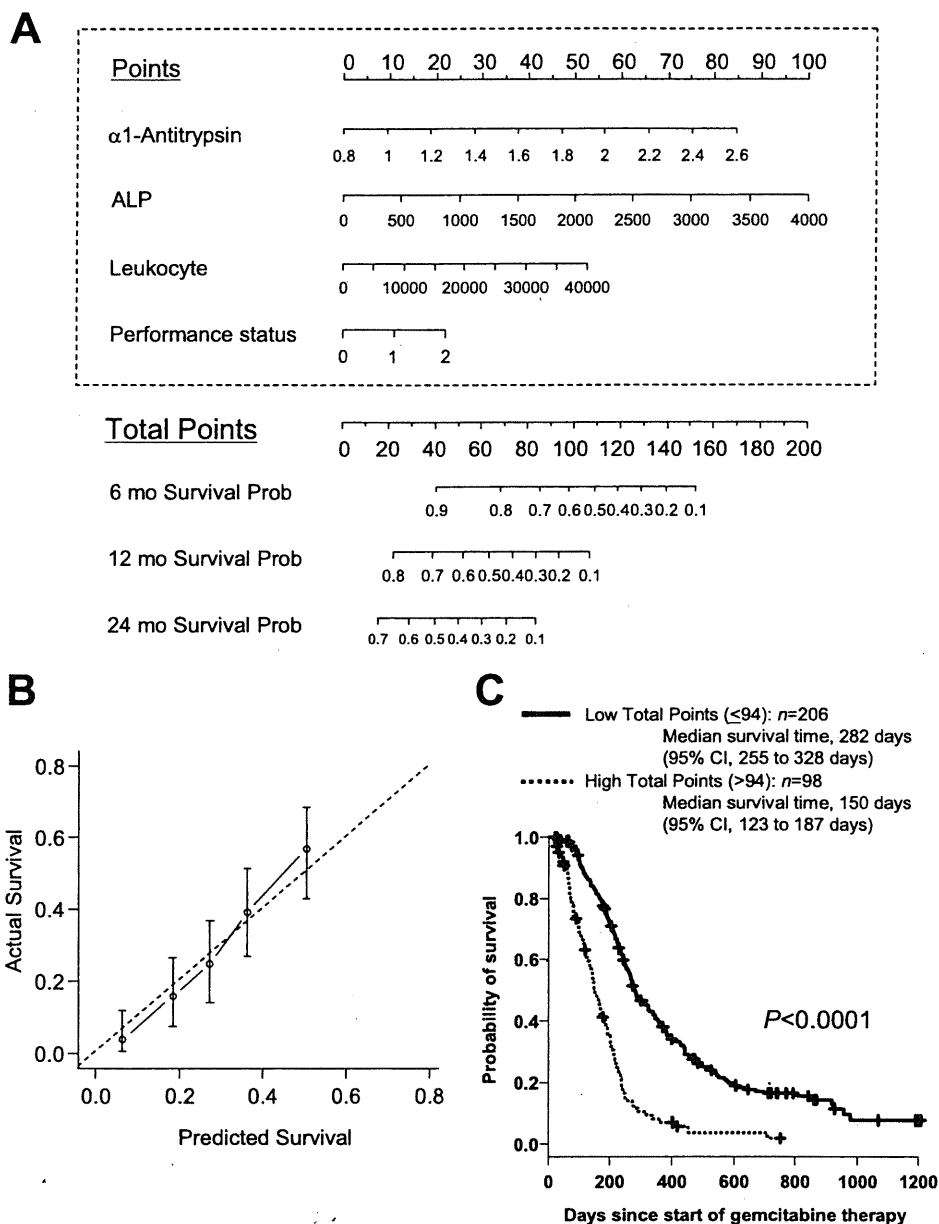 A
Points
0 10 20 30 40 50 60 70 80 90 100
α1-Antitrypsin
0.8 1 1.2 1.4 1.6 1.8 2 2.2 2.4 2.6
ALP
0 500 1000 1500 2000 2500 3000 3500 4000
Leukocyte
0 10000 20000 30000 40000
Performance status
0 1 2
Total Points
0 20 40 60 80 100 120 140 160 180 200
6 mo Survival Prob
0.9 0.8 0.7 0.6 0.5 0.4 0.3 0.2 0.1
12 mo Survival Prob
0.8 0.7 0.6 0.5 0.4 0.3 0.2 0.1
24 mo Survival Prob
0.7 0.6 0.5 0.4 0.3 0.2 0.1
B
Actual Survival
0.8
0.6
0.4
0.2
0.0
0.0 0.2 0.4 0.6 0.8
Predicted Survival
C
Low Total Points (≤94): n=206
Median survival time, 282 days
(95% CI, 255 to 328 days)
High Total Points (>94): n=98
Median survival time, 150 days
(95% CI, 123 to 187 days)
Probability of survival
1.0
0.8
0.6
0.4
0.2
0.0
P<0.0001
0 200 400 600 800 1000 1200
Days since start of gemcitabine therapy